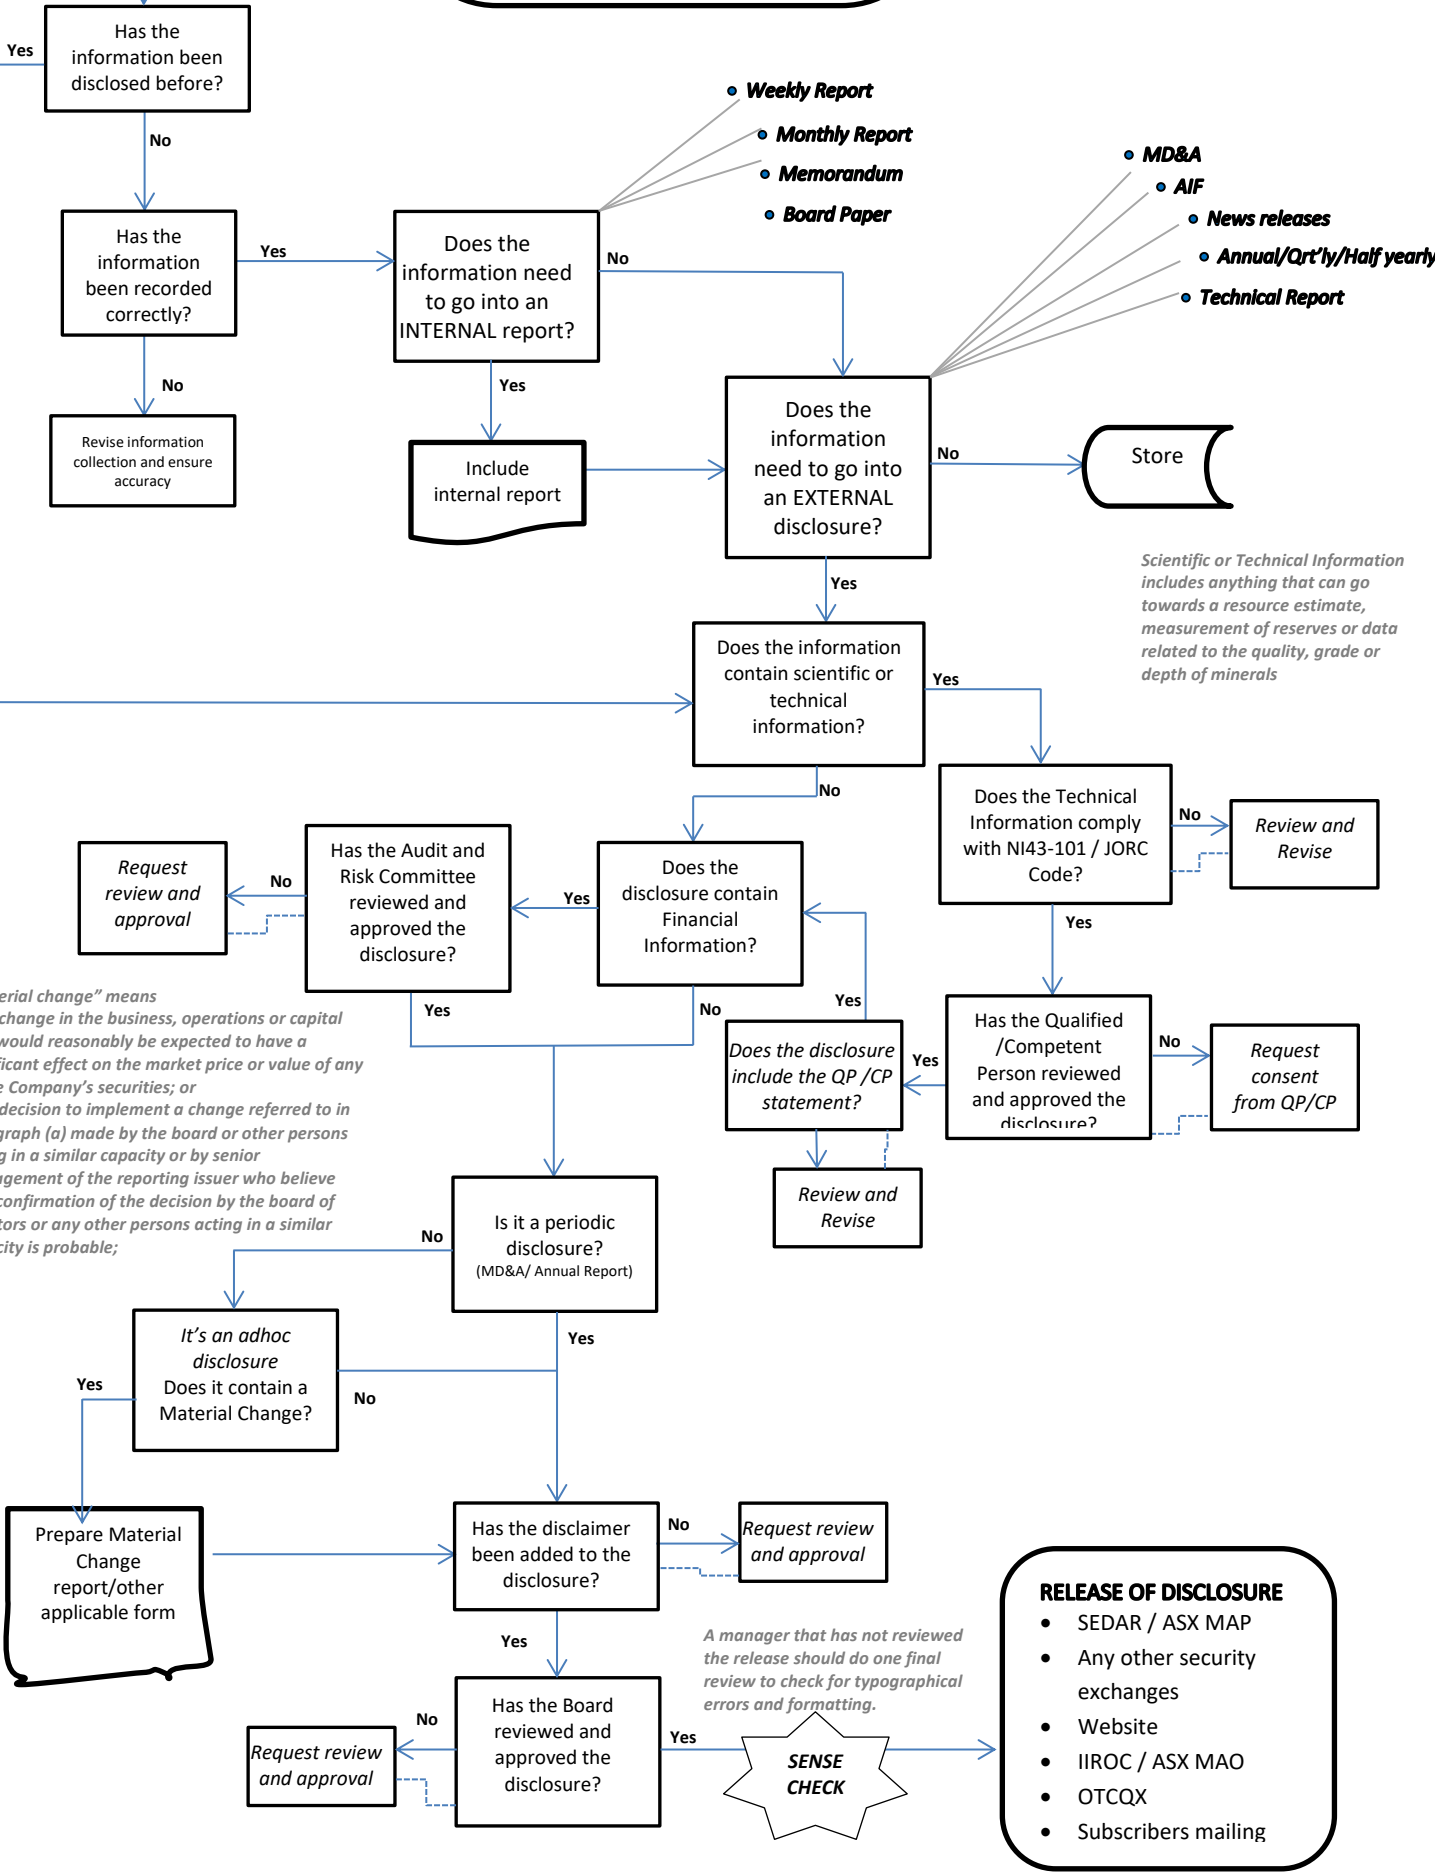 Has the
information been
disclosed before?
Yes
No
Weekly Report
Monthly Report
Memorandum
Board Paper
MD&A
AIF
News releases
Annual/Qrt'ly/Half yearly
Technical Report
Has the
information
been recorded
correctly?
Yes
No
Does the
information need
to go into an
INTERNAL report?
No
Yes
Revise information
collection and ensure
accuracy
Include
internal report
Does the
information
need to go into
an EXTERNAL
disclosure?
No
Store
Yes
Scientific or Technical Information
includes anything that can go
towards a resource estimate,
measurement of reserves or data
related to the quality, grade or
depth of minerals
Does the information
contain scientific or
technical
information?
Yes
No
Does the Technical
Information comply
with NI43-101 / JORC
Code?
No
Review and
Revise
Yes
Request
review and
approval
No
Has the Audit and
Risk Committee
reviewed and
approved the
disclosure?
Yes
Does the
disclosure contain
Financial
Information?
Yes
No
Yes
erial change" means
change in the business, operations or capital
would reasonably be expected to have a
ficant effect on the market price or value of any
e Company's securities; or
decision to implement a change referred to in
graph (a) made by the board or other persons
g in a similar capacity or by senior
agement of the reporting issuer who believe
confirmation of the decision by the board of
tors or any other persons acting in a similar
city is probable;
Does the disclosure
include the QP /CP
statement?
Yes
Has the Qualified
/Competent
Person reviewed
and approved the
disclosure?
No
Request
consent
from QP/CP
Review and
Revise
Is it a periodic
disclosure?
(MD&A/ Annual Report)
No
Yes
It's an adhoc
disclosure
Does it contain a
Material Change?
Yes
No
Prepare Material
Change
report/other
applicable form
Has the disclaimer
been added to the
disclosure?
No
Request review
and approval
Yes
A manager that has not reviewed
the release should do one final
review to check for typographical
errors and formatting.
Has the Board
reviewed and
approved the
disclosure?
No
Request review
and approval
Yes
SENSE
CHECK
RELEASE OF DISCLOSURE
• SEDAR / ASX MAP
• Any other security
exchanges
• Website
• IIROC / ASX MAO
• OTCQX
• Subscribers mailing